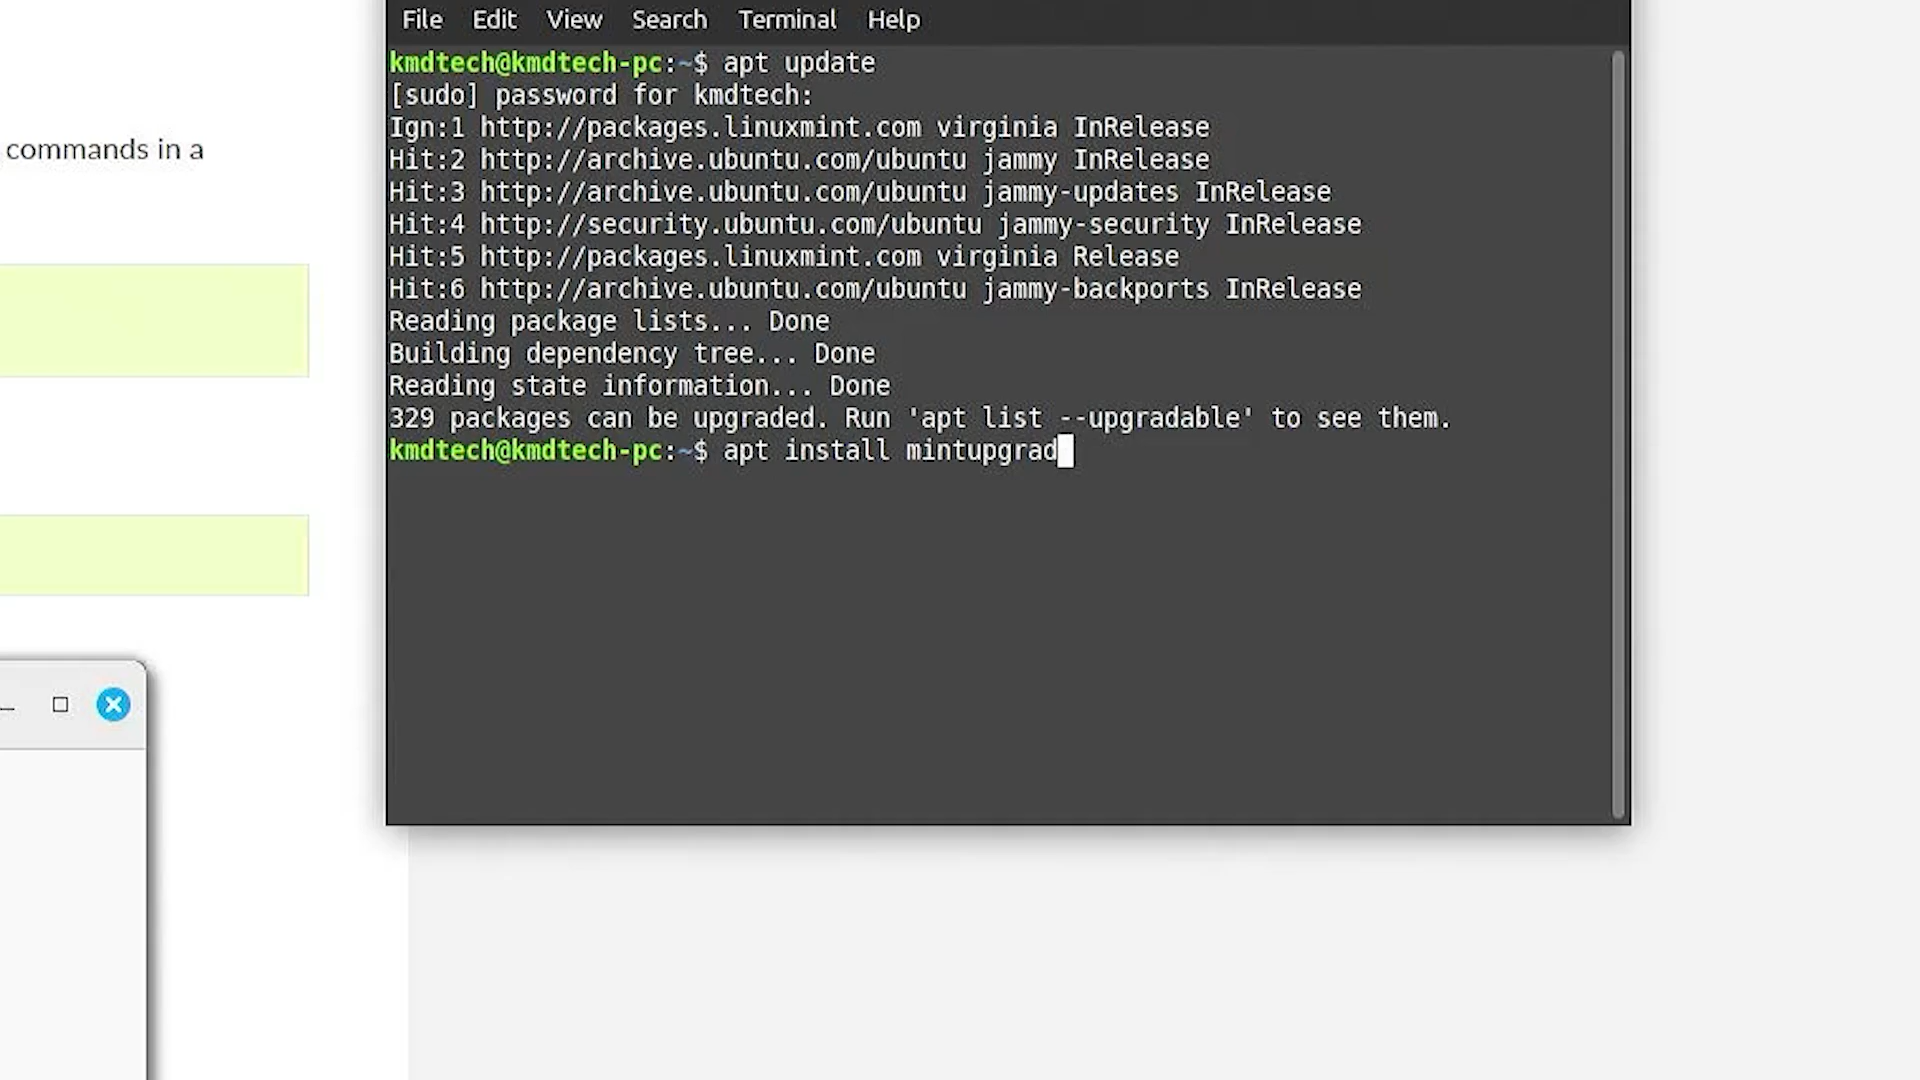 File Edit View Search Terminal Help
kmdtech@kmdtech-pc:~$ apt update
[sudo] password for kmdtech:
Ign:1 http://packages.linuxmint.com virginia InRelease
Hit:2 http://archive.ubuntu.com/ubuntu jammy InRelease
Hit:3 http://archive.ubuntu.com/ubuntu jammy-updates InRelease
Hit:4 http://security.ubuntu.com/ubuntu jammy-security InRelease
Hit:5 http://packages.linuxmint.com virginia Release
Hit:6 http://archive.ubuntu.com/ubuntu jammy-backports InRelease
Reading package lists... Done
Building dependency tree... Done
Reading state information... Done
329 packages can be upgraded. Run 'apt list --upgradable' to see them.
kmdtech@kmdtech-pc:~$ apt install mintupgrad
commands in a